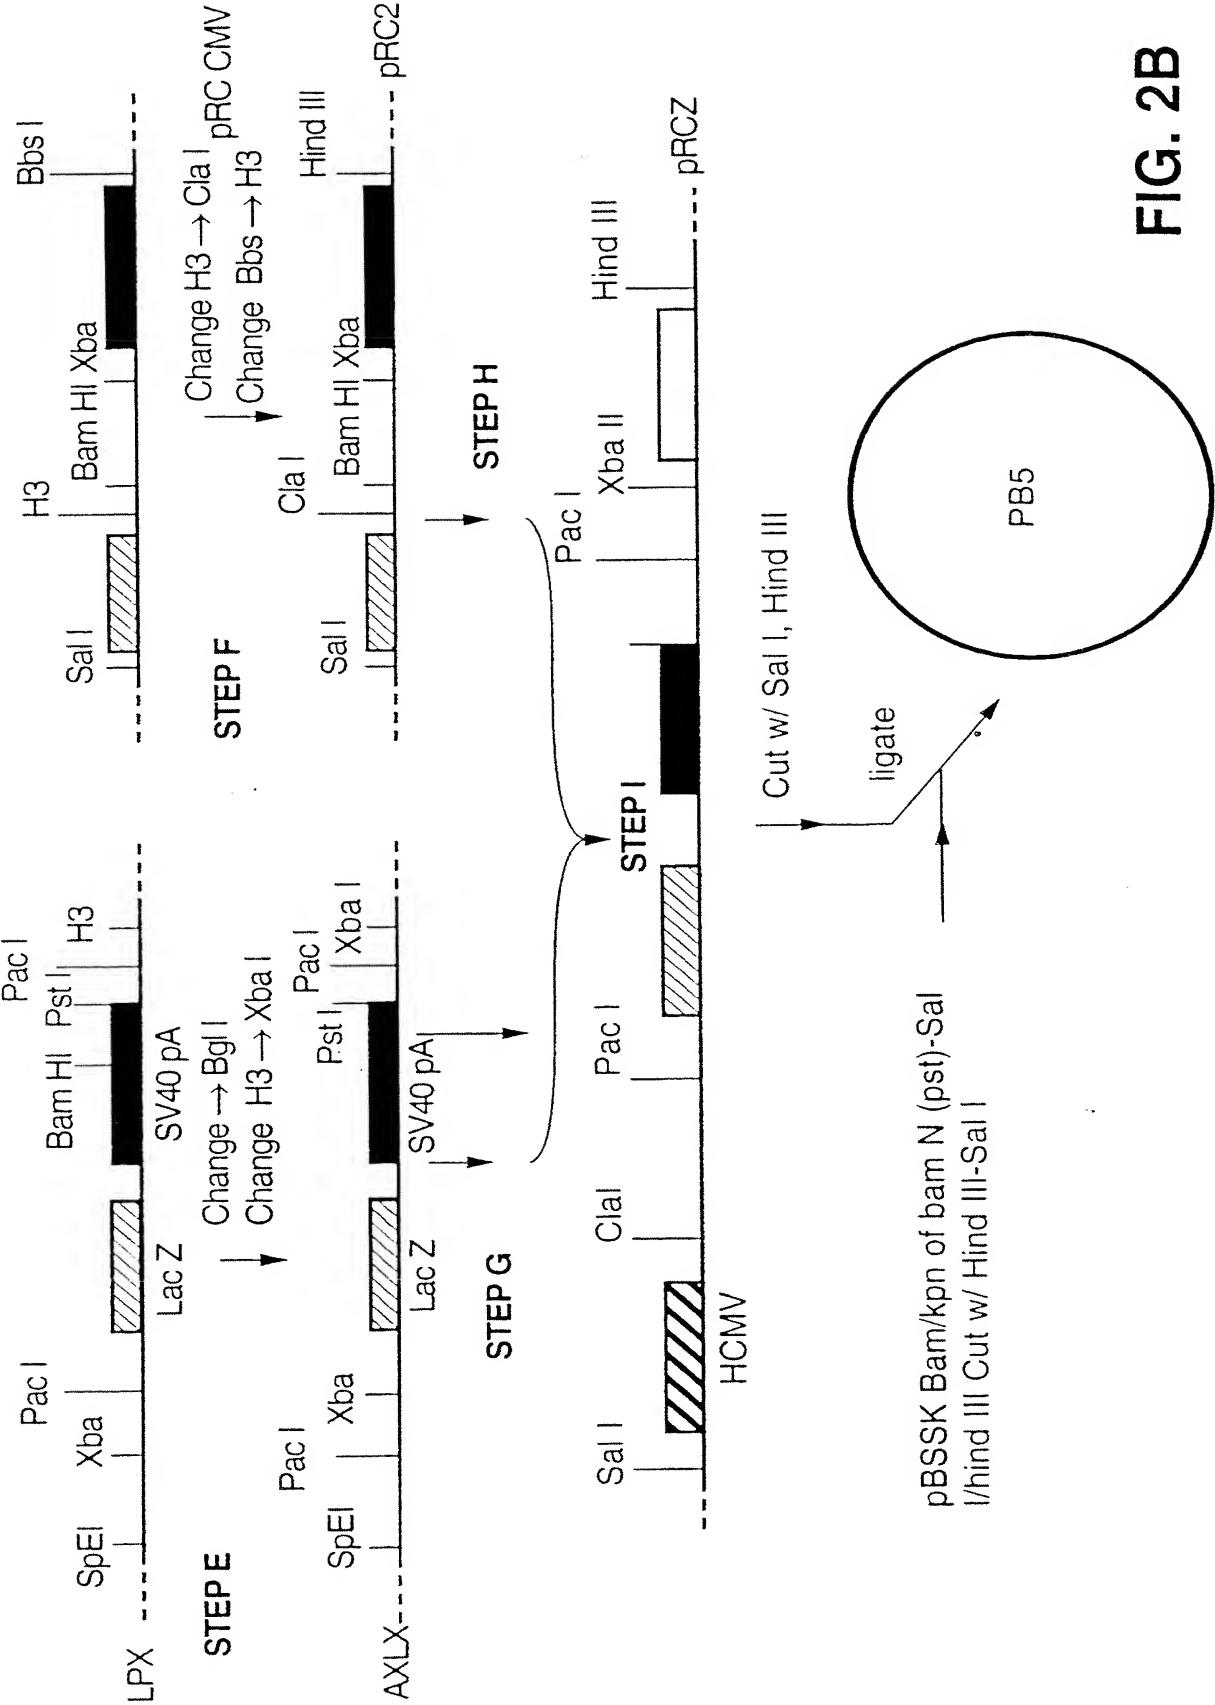 Pac I
Bam HI Pst I
H3
Pac I
Xba
SpEI
LPX
Lac Z
SV40 pA
STEP E
Change → Bgl I
Change H3 → Xba I
Pac I
Pst I
Xba I
Pac I
Xba
SpEI
AXLX
Lac Z
SV40 pA
STEP G
Bbs I
H3
Bam HI Xba
Sal I
pRC CMV
STEP F
Change H3 → Cla I
Change Bbs → H3
Hind III
Cla I
Bam HI Xba
Sal I
pRC2
STEP H
STEP I
Sal I
Cla I
Pac I
Pac I
Xba II
Hind III
pRCZ
HCMV
Cut w/ Sal I, Hind III
ligate
PB5
pBSSK Bam/kpn of bam N (pst)-Sal
I/hind III Cut w/ Hind III-Sal I
FIG. 2B